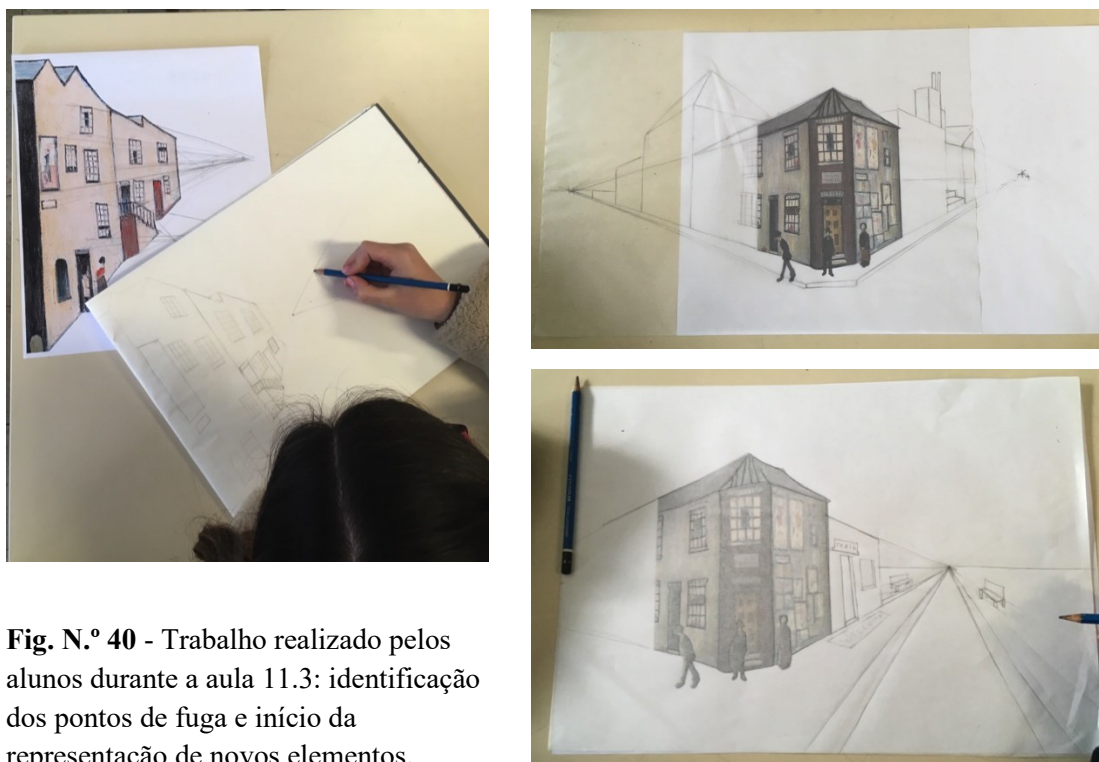 Fig. N.º 40 - Trabalho realizado pelos
alunos durante a aula 11.3: identificação
dos pontos de fuga e início da
representação de novos elementos.